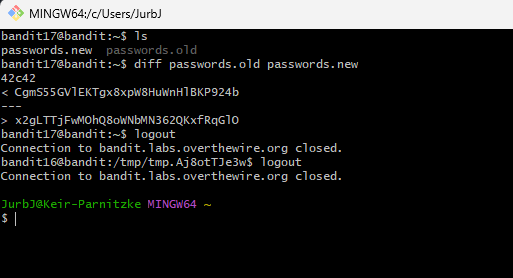 MINGW64:/c/Users/JurbJ
bandit17@bandit:~$ ls
passwords.new  passwords.old
bandit17@bandit:~$ diff passwords.old passwords.new
42c42
< CgmS55GVlEKTgx8xpW8HuWnHlBKP924b
---
> x2gLTTjFwMOhQ8oWNbMN362QKxfRqGlO
bandit17@bandit:~$ logout
Connection to bandit.labs.overthewire.org closed.
bandit16@bandit:/tmp/tmp.Aj8otTJe3w$ logout
Connection to bandit.labs.overthewire.org closed.
JurbJ@Keir-Parnitzke MINGW64 ~
$